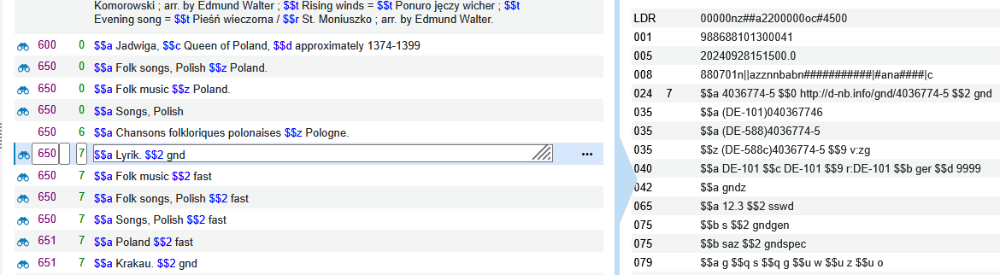 Komorowski ; arr. by Edmund Walter ; $$t Rising winds = $$t Ponuro jęczy wicher ; $$t
Evening song = $$t Pieśń wieczorna / $$r St. Moniuszko ; arr. by Edmund Walter.
600 0 $$a Jadwiga, $$c Queen of Poland, $$d approximately 1374-1399
650 0 $$a Folk songs, Polish $$z Poland.
650 0 $$a Folk music $$z Poland.
650 0 $$a Songs, Polish
650 6 $$a Chansons folkloriques polonaises $$z Pologne.
650 7 $$a Lyrik. $$2 gnd
650 7 $$a Folk music $$2 fast
650 7 $$a Folk songs, Polish $$2 fast
650 7 $$a Songs, Polish $$2 fast
651 7 $$a Poland $$2 fast
651 7 $$a Krakau. $$2 gnd
LDR 00000nz##a2200000oc#4500
001 988688101300041
005 20240928151500.0
008 880701n||azznnbabn###########|#ana####|c
024 7 $$a 4036774-5 $$0 http://d-nb.info/gnd/4036774-5 $$2 gnd
035 $$a (DE-101)040367746
035 $$a (DE-588)4036774-5
035 $$z (DE-588c)4036774-5 $$9 v:zg
040 $$a DE-101 $$c DE-101 $$9 r:DE-101 $$b ger $$d 9999
042 $$a gndz
065 $$a 12.3 $$2 sswd
075 $$b s $$2 gndgen
075 $$b saz $$2 gndspec
079 $$a g $$q s $$q g $$u w $$u z $$u o